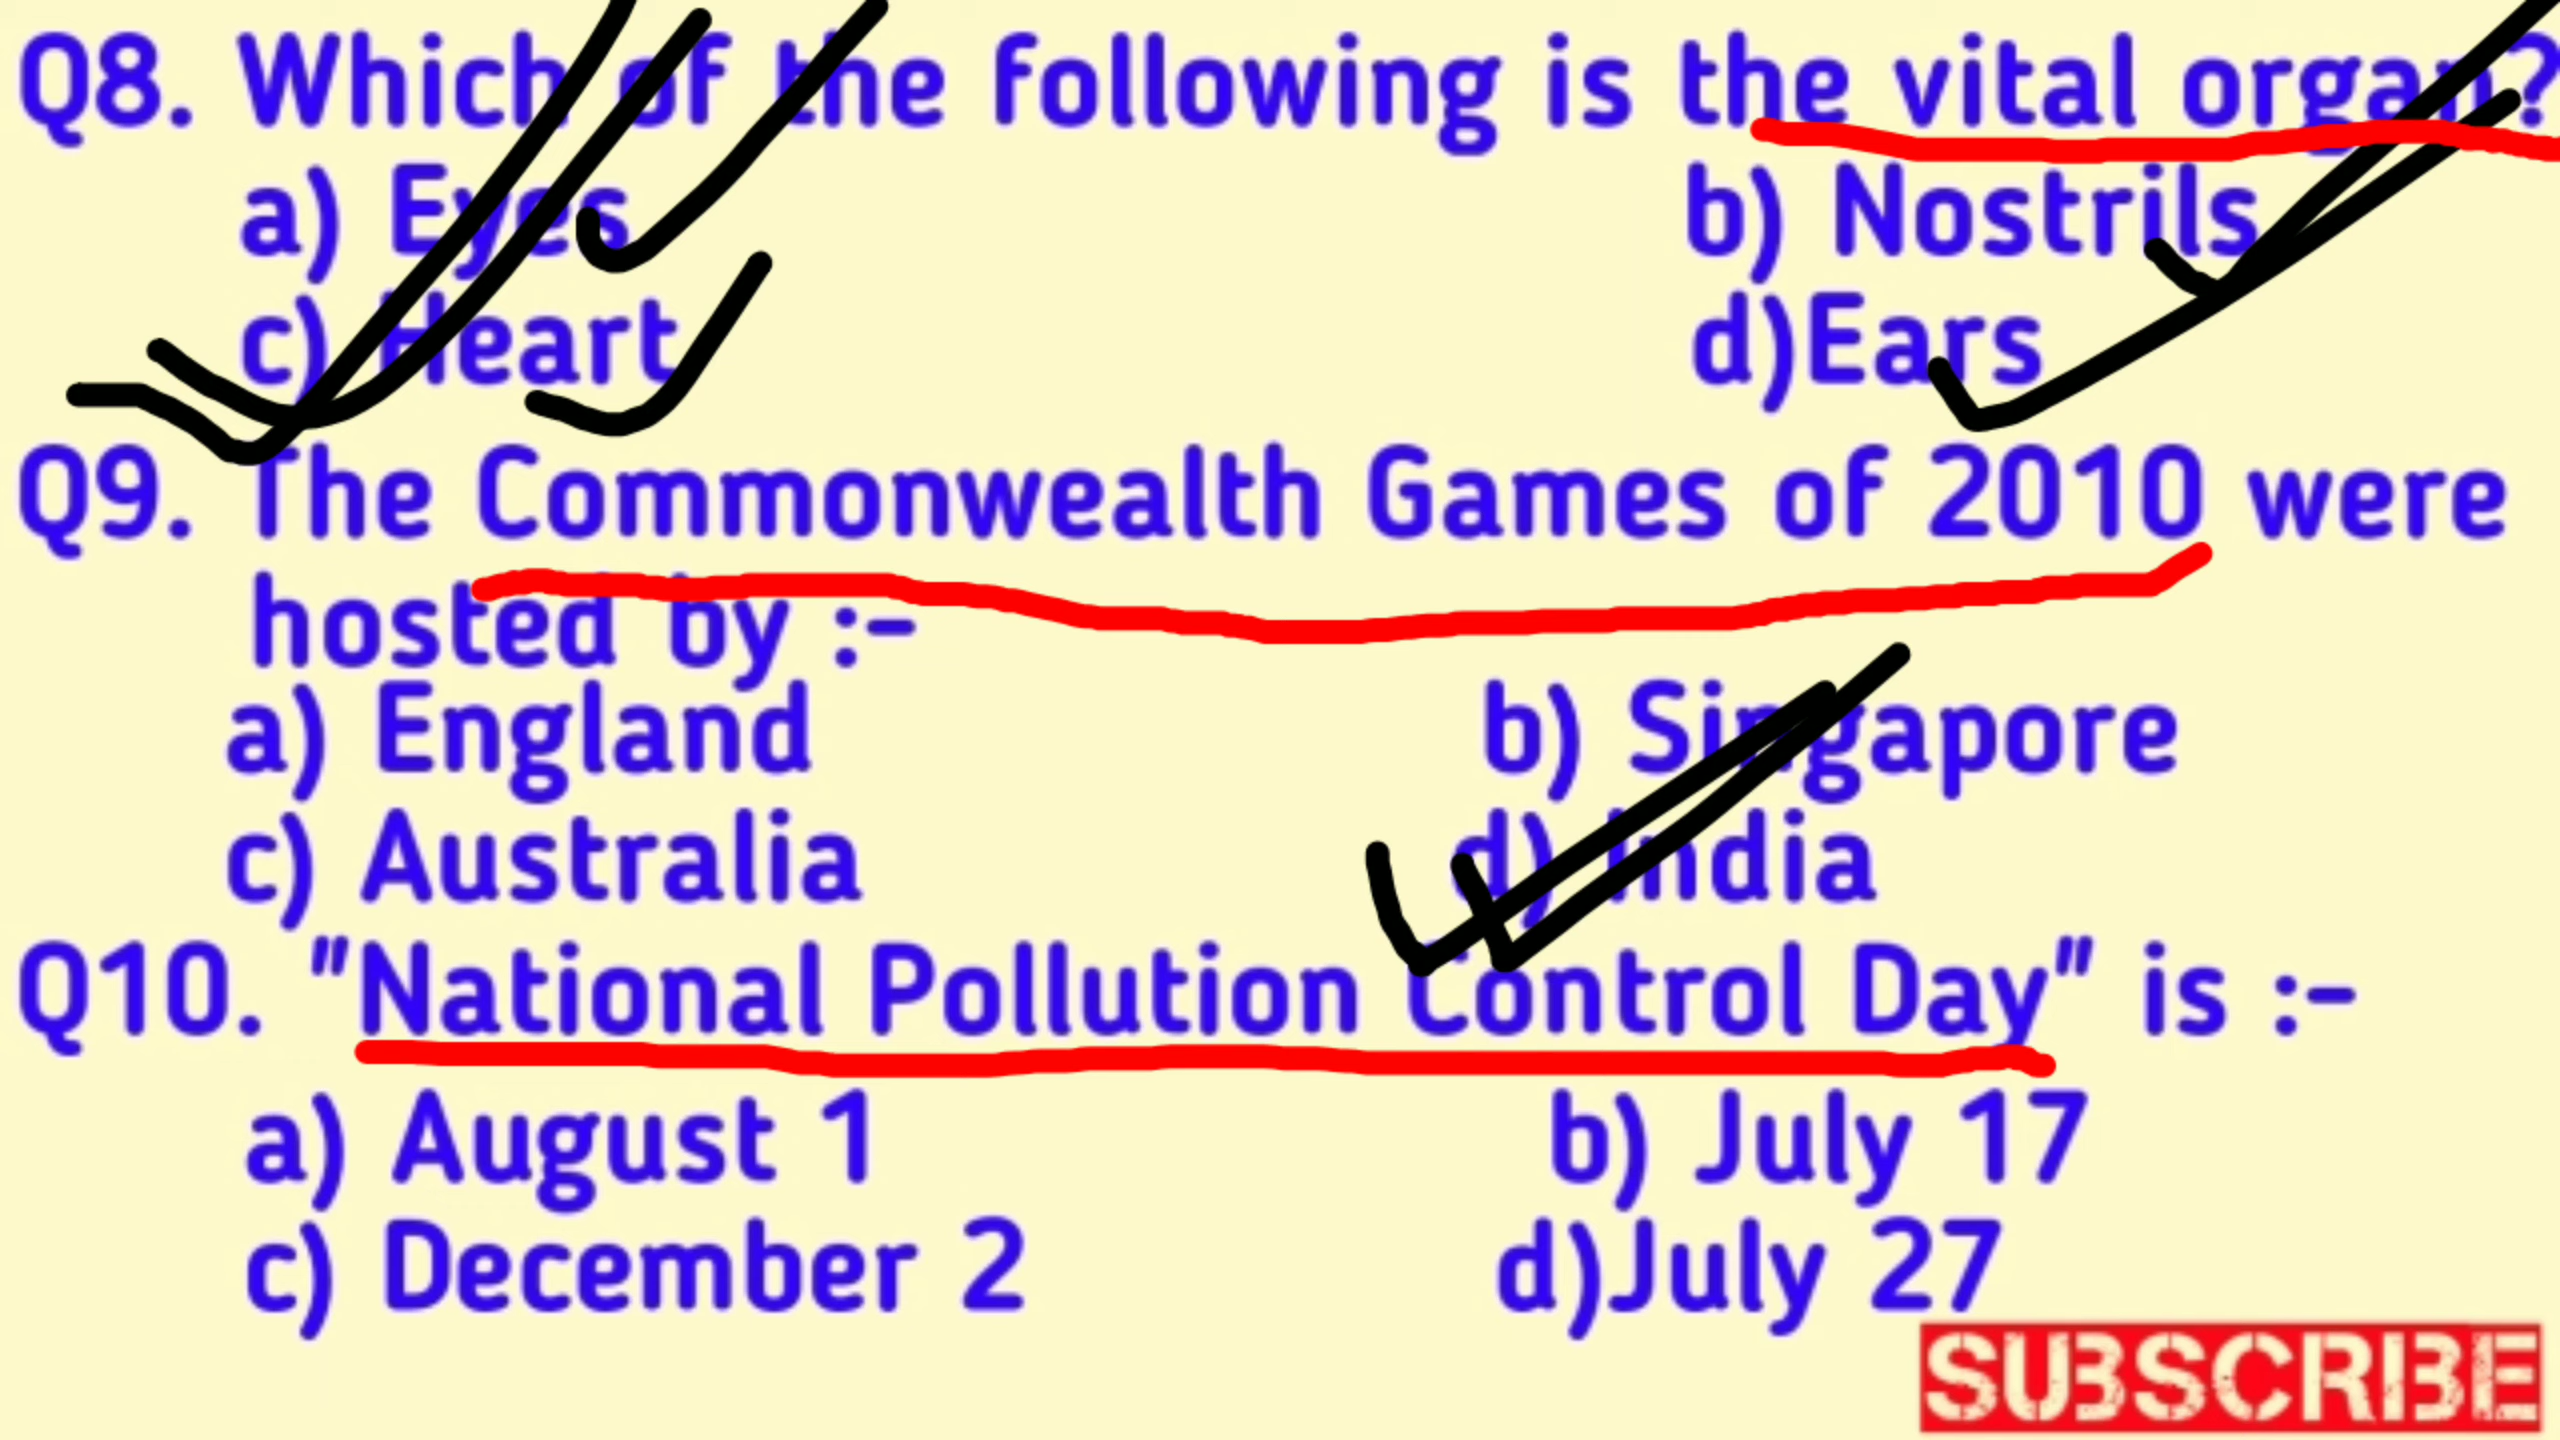 Q8. Which of the following is the vital organ?
a) Eyes b) Nostrils
c) Heart d)Ears
Q9. The Commonwealth Games of 2010 were
hosted by :-
a) England b) Singapore
c) Australia d) India
Q10. "National Pollution Control Day" is :-
a) August 1 b) July 17
c) December 2 d)July 27
SUBSCRIBE